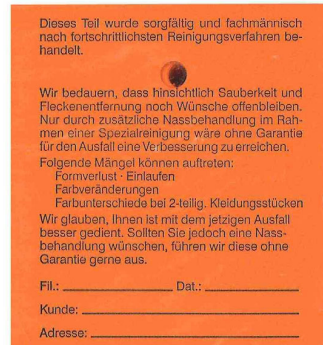 Dieses Teil wurde sorgfältig und fachmännisch
nach fortschrittlichsten Reinigungsverfahren be-
handelt.
Wir bedauern, dass hinsichtlich Sauberkeit und
Fleckenentfernung noch Wünsche offenbleiben.
Nur durch zusätzliche Nassbehandlung im Rah-
men einer Spezialreinigung wäre ohne Garantie
für den Ausfall eine Verbesserung zu erreichen.
Folgende Mängel können auftreten:
Formverlust · Einlaufen
Farbveränderungen
Farbunterschiede bei 2-teilig. Kleidungsstücken
Wir glauben, Ihnen ist mit dem jetzigen Ausfall
besser gedient. Sollten Sie jedoch eine Nass-
behandlung wünschen, führen wir diese ohne
Garantie gerne aus.
Fil.: Dat.:
Kunde:
Adresse: